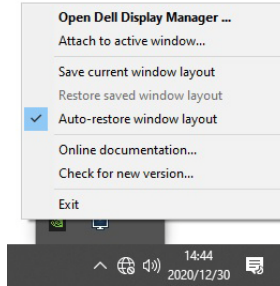 Open Dell Display Manager ...
Attach to active window...
Save current window layout
Restore saved window layout
Auto-restore window layout
Online documentation...
Check for new version...
Exit
14:44
2020/12/30